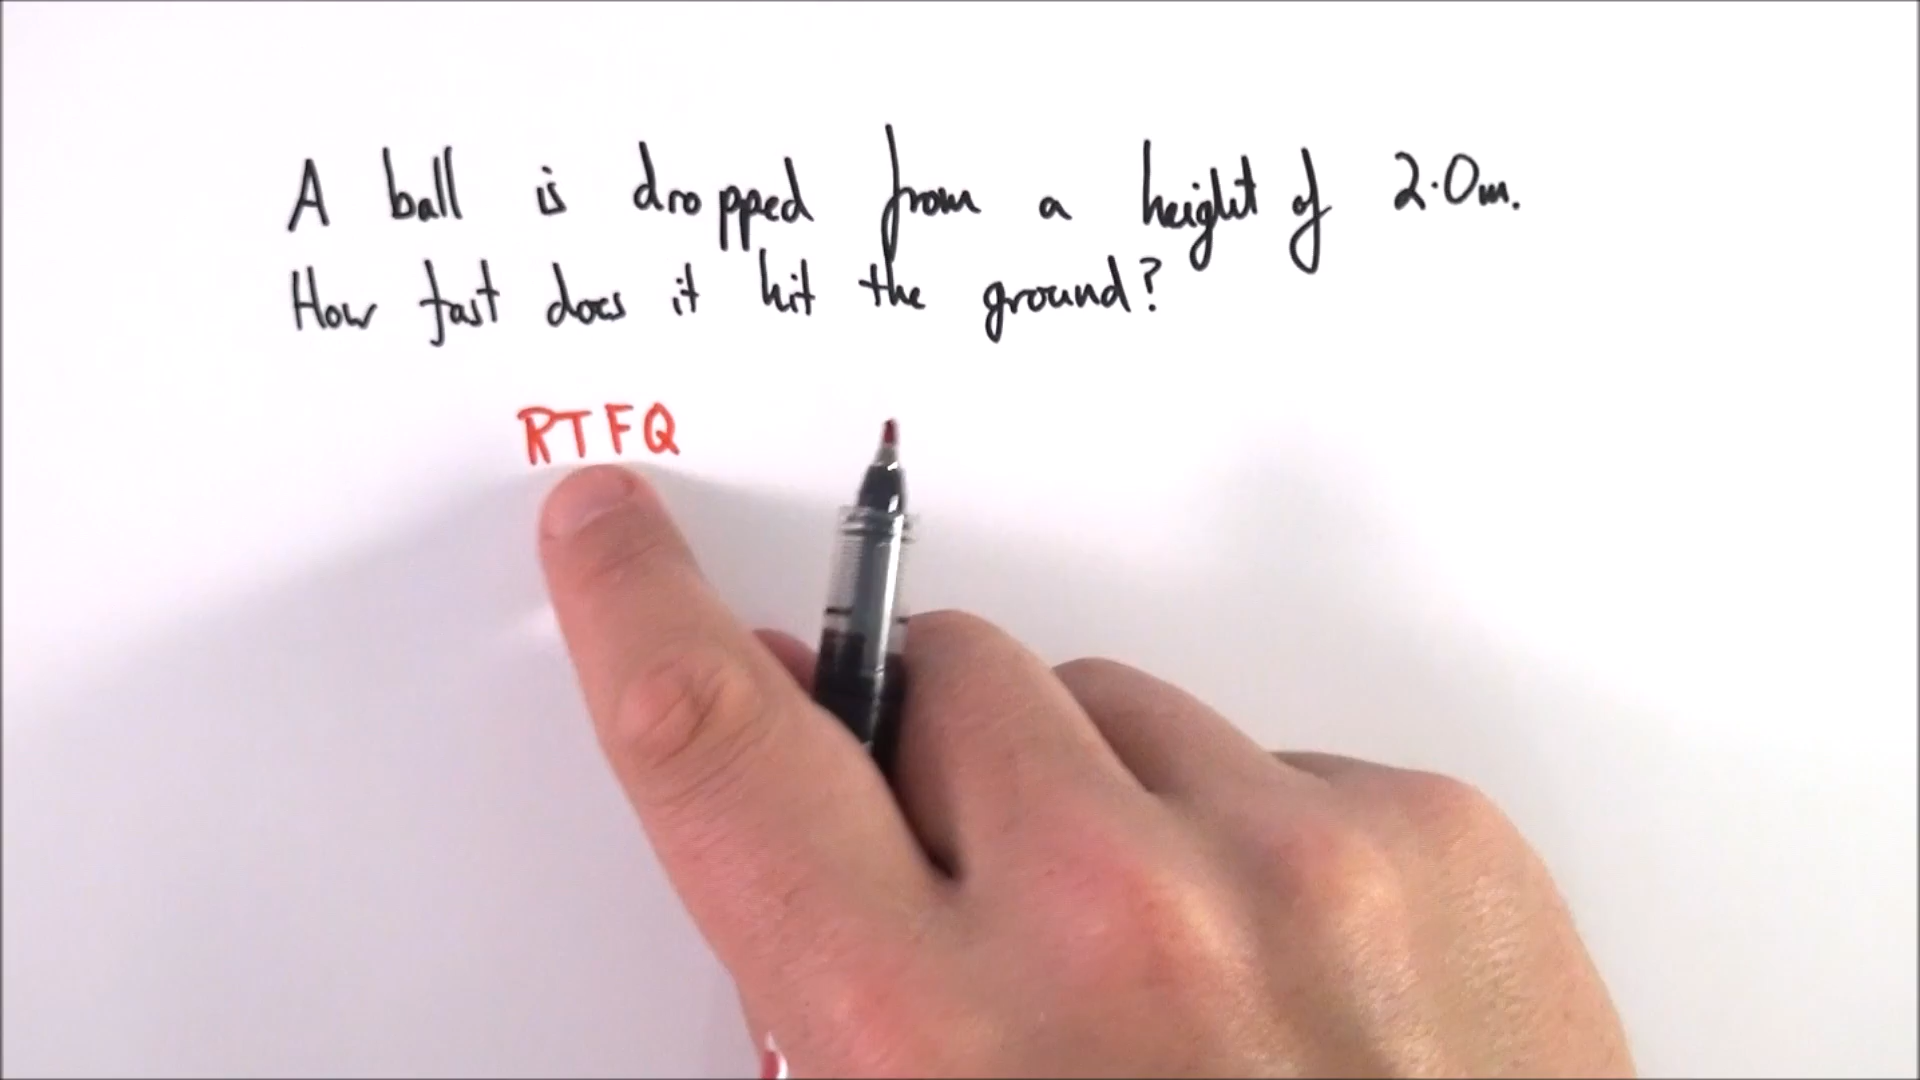 A ball is dropped from a height of 2.0m.
How fast does it hit the ground?
RTFQ